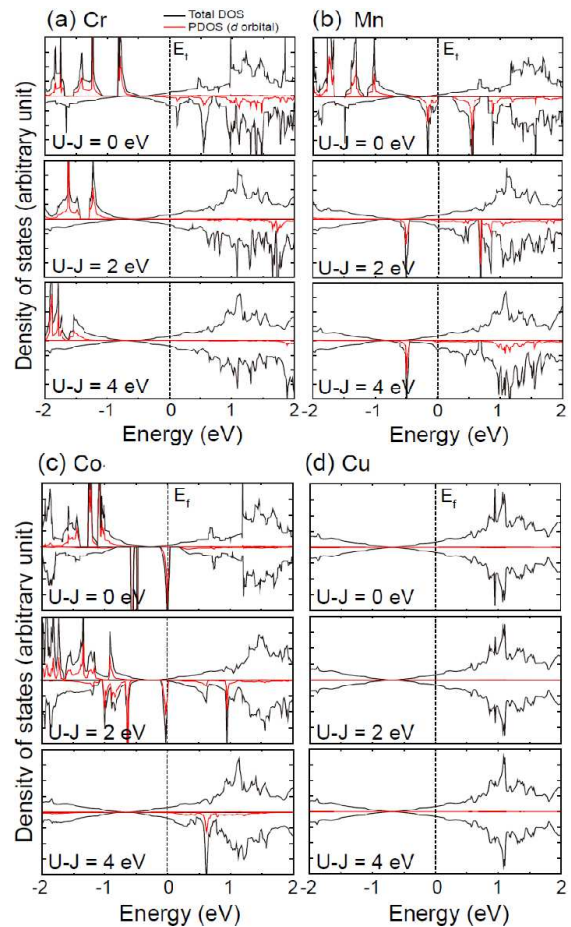 (a) Cr
Total DOS
PDOS (d orbital)
(b) Mn
Ef
Ef
U-J = 0 eV
U-J = 0 eV
U-J = 2 eV
U-J = 2 eV
U-J = 4 eV
U-J = 4 eV
Density of states (arbitrary unit)
-2 -1 0 1 2
-2 -1 0 1 2
Energy (eV)
Energy (eV)
(c) Co
(d) Cu
Ef
Ef
U-J = 0 eV
U-J = 0 eV
U-J = 2 eV
U-J = 2 eV
U-J = 4 eV
U-J = 4 eV
Density of states (arbitrary unit)
-2 -1 0 1 2
-2 -1 0 1 2
Energy (eV)
Energy (eV)